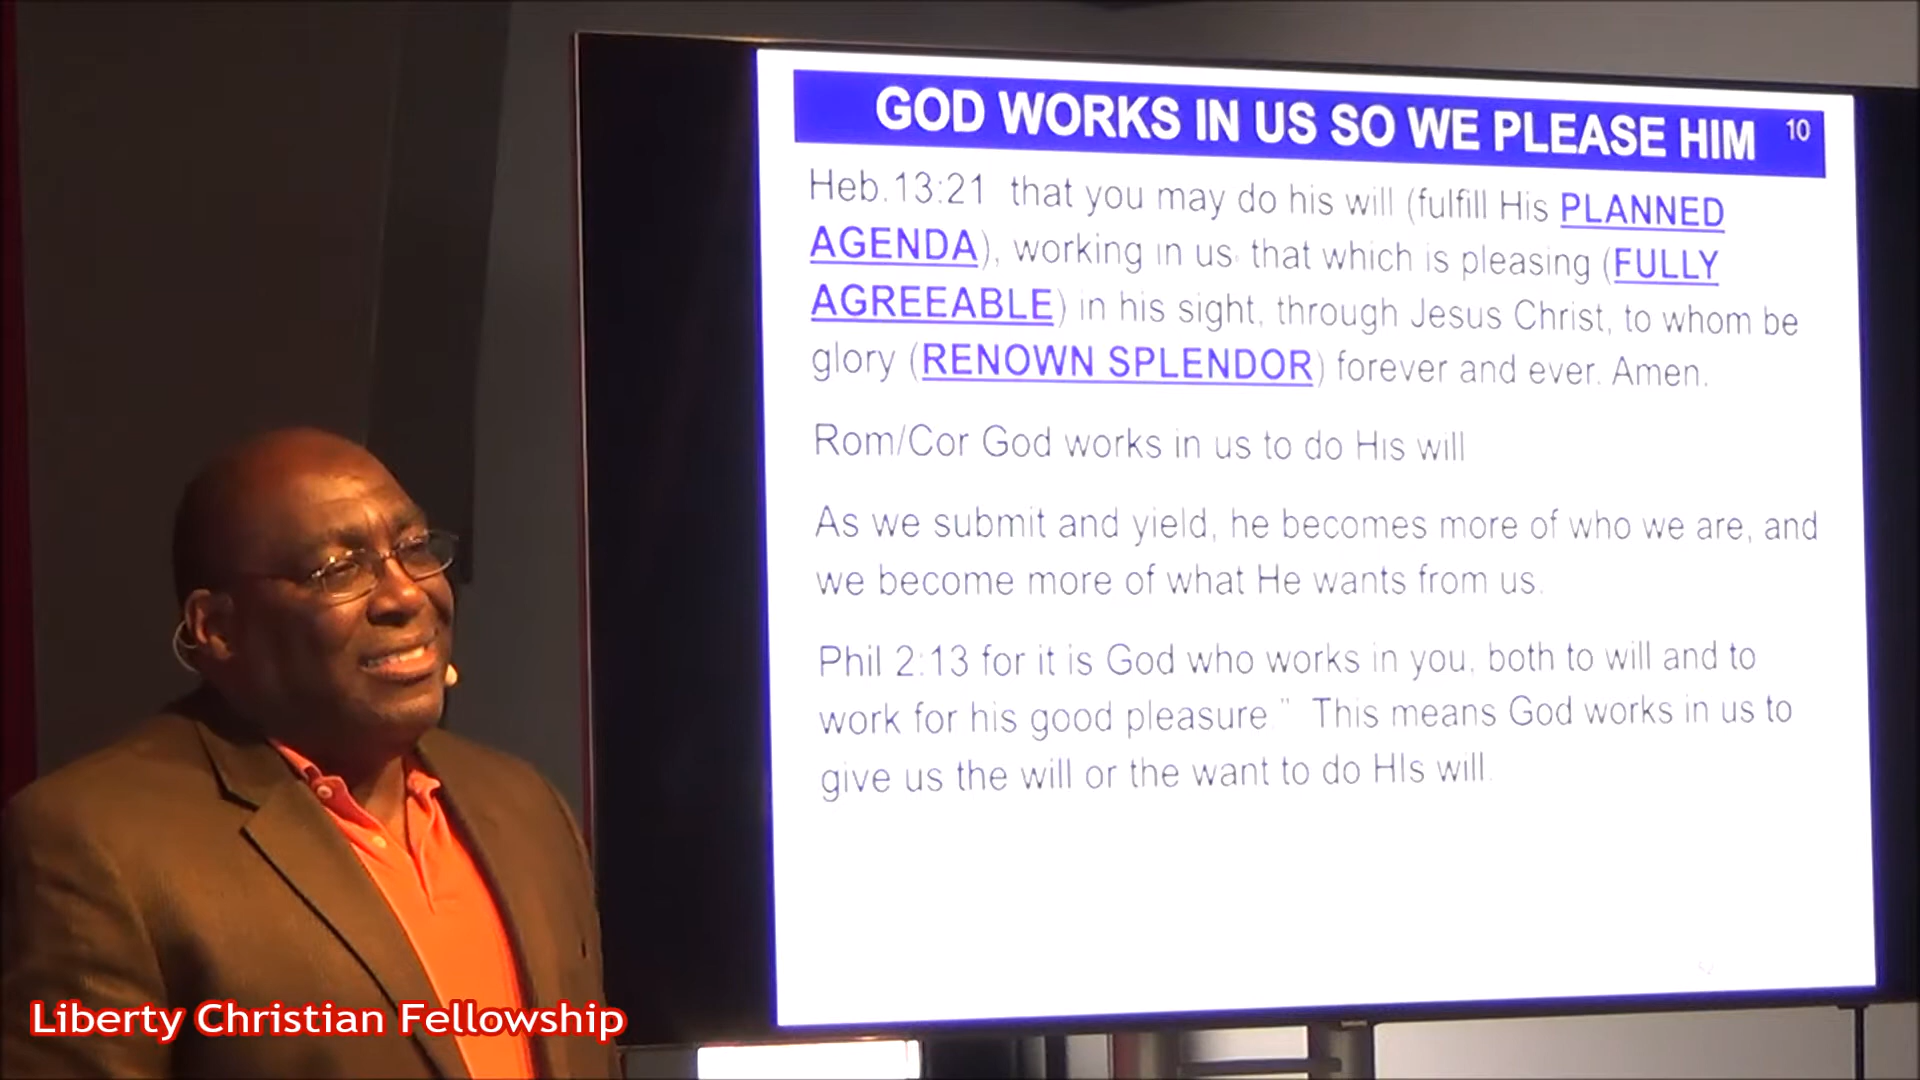 GOD WORKS IN US SO WE PLEASE HIM 10
Heb.13:21 that you may do his will (fulfill His PLANNED
AGENDA), working in us that which is pleasing (FULLY
AGREEABLE) in his sight, through Jesus Christ, to whom be
glory (RENOWN SPLENDOR) forever and ever. Amen.
Rom/Cor God works in us to do His will
As we submit and yield, he becomes more of who we are, and
we become more of what He wants from us.
Phil 2:13 for it is God who works in you, both to will and to
work for his good pleasure." This means God works in us to
give us the will or the want to do HIs will.
Liberty Christian Fellowship